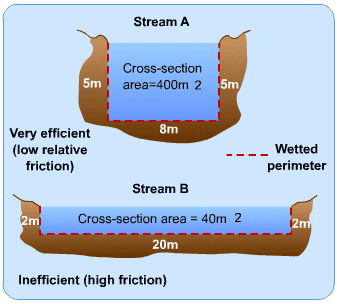 Stream A
5m
Cross-section
area=400m 2
5m
8m
Very efficient
(low relative
friction)
Wetted
perimeter
Stream B
2m
Cross-section area = 40m 2
2m
20m
Inefficient (high friction)